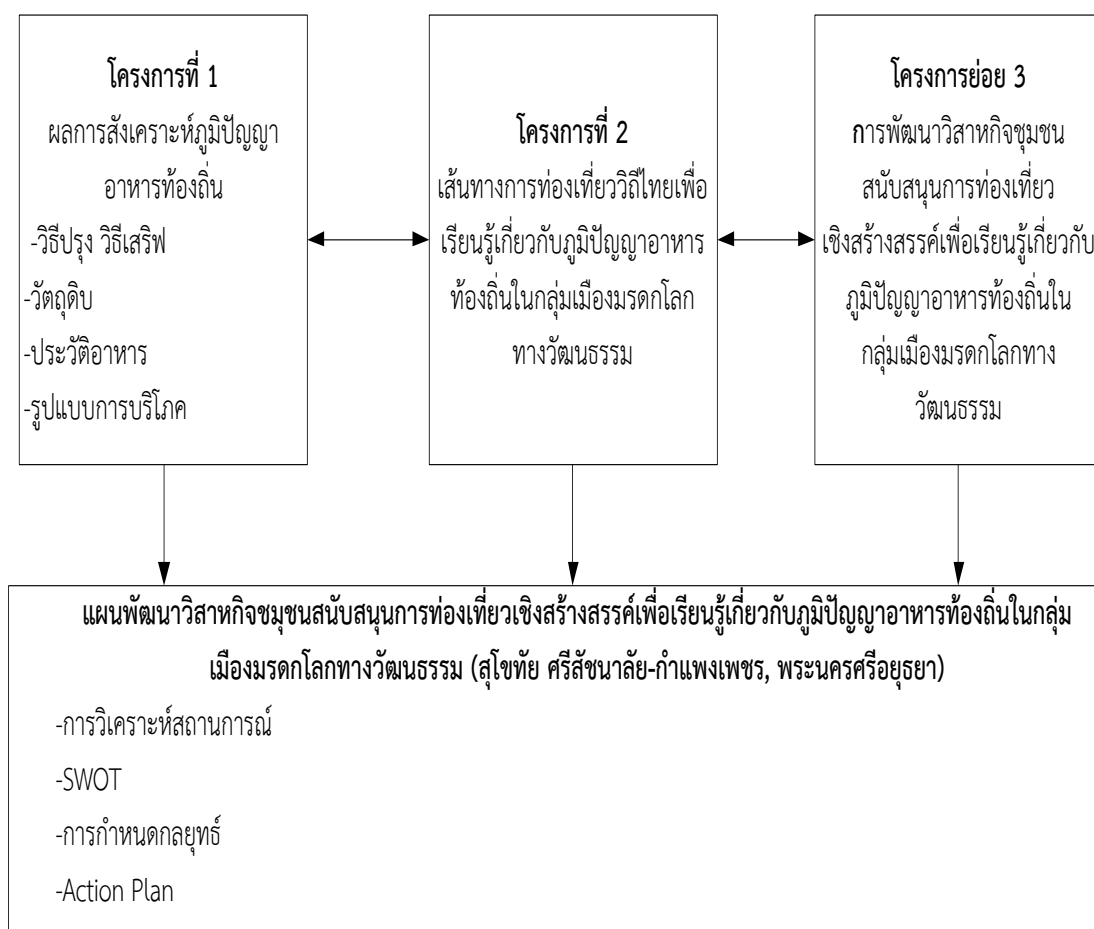 โครงการที่ 1
ผลการสังเคราะห์ภูมิปัญญา
อาหารท้องถิ่น
-วิธีปรุง วิธีเสริฟ
-วัตถุดิบ
-ประวัติอาหาร
-รูปแบบการบริโภค
โครงการที่ 2
เส้นทางการท่องเที่ยววิถีไทยเพื่อ
เรียนรู้เกี่ยวกับภูมิปัญญาอาหาร
ท้องถิ่นในกลุ่มเมืองมรดกโลก
ทางวัฒนธรรม
โครงการย่อย 3
การพัฒนาวิสาหกิจชุมชน
สนับสนุนการท่องเที่ยว
เชิงสร้างสรรค์เพื่อเรียนรู้เกี่ยวกับ
ภูมิปัญญาอาหารท้องถิ่นใน
กลุ่มเมืองมรดกโลกทาง
วัฒนธรรม
แผนพัฒนาวิสาหกิจชุมชนสนับสนุนการท่องเที่ยวเชิงสร้างสรรค์เพื่อเรียนรู้เกี่ยวกับภูมิปัญญาอาหารท้องถิ่นในกลุ่ม
เมืองมรดกโลกทางวัฒนธรรม (สุโขทัย ศรีสัชนาลัย-กำแพงเพชร, พระนครศรีอยุธยา)
-การวิเคราะห์สถานการณ์
-SWOT
-การกำหนดกลยุทธ์
-Action Plan